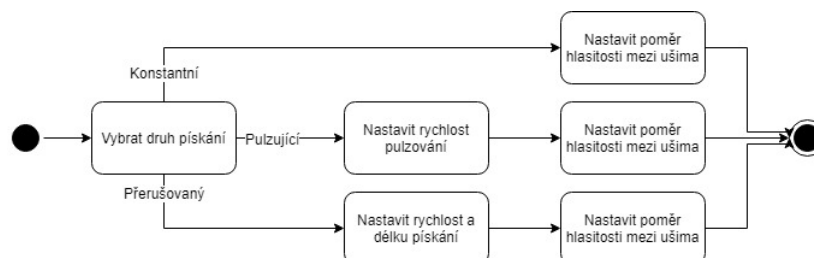 Nastavit poměr
hlasitosti mezi ušima
Konstantní
Vybrat druh pískání
Pulzující
Nastavit rychlost
pulzování
Nastavit poměr
hlasitosti mezi ušima
Přerušovaný
Nastavit rychlost a
délku pískání
Nastavit poměr
hlasitosti mezi ušima